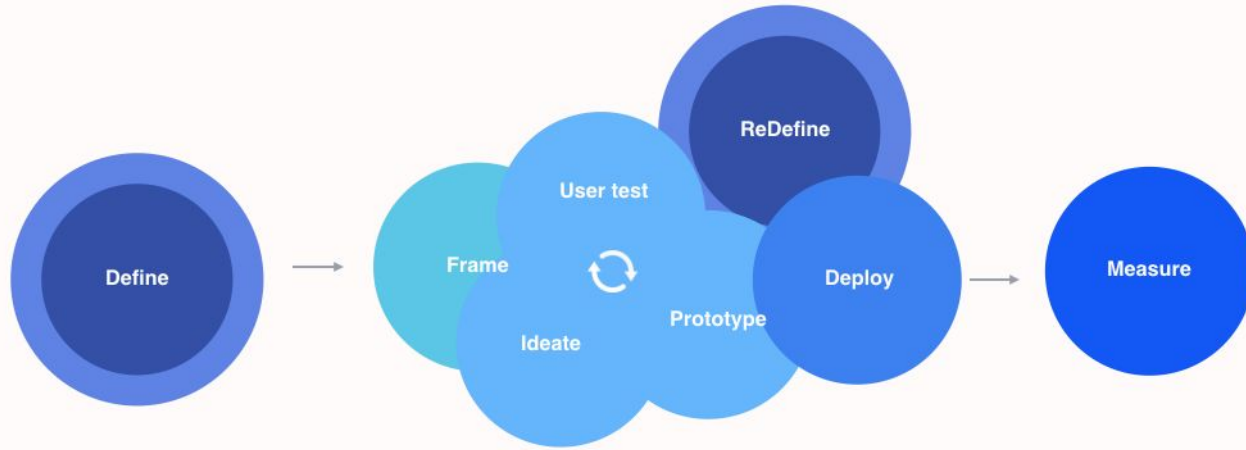 Define
Frame
User test
Ideate
Prototype
ReDefine
Deploy
Measure